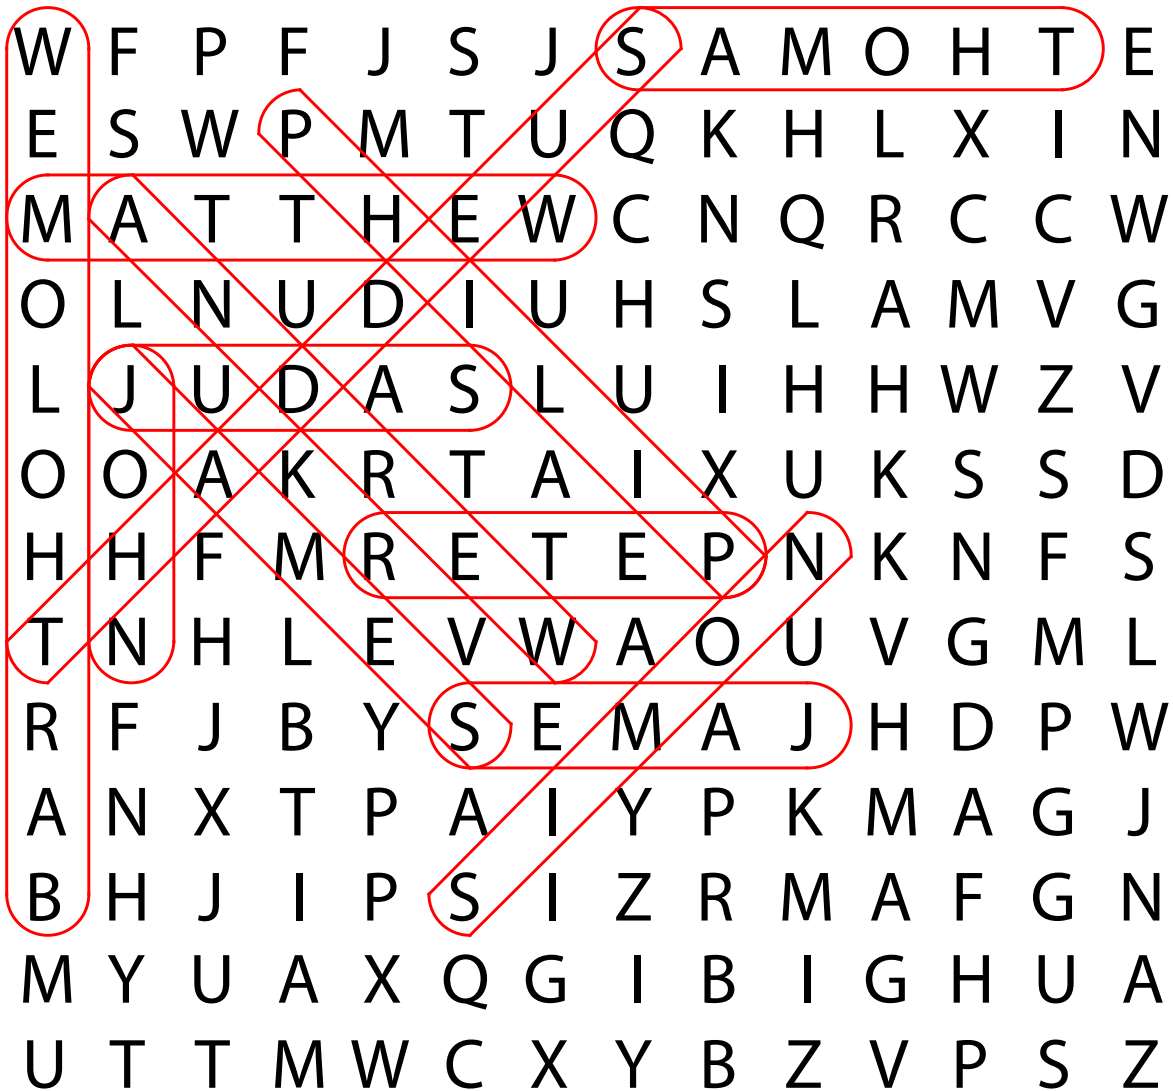 W F P F J S J S A M O H T E
E S W P M T U Q K H L X I N
M A T T H E W C N Q R C C W
O L N U D I U H S L A M V G
L J U D A S L U I H H W Z V
O O A K R T A I X U K S S D
H H F M R E T E P N K N F S
T N H L E V W A O U V G M L
R F J B Y S E M A J H D P W
A N X T P A I Y P K M A G J
B H J I P S I Z R M A F G N
M Y U A X Q G I B I G H U A
U T T M W C X Y B Z V P S Z